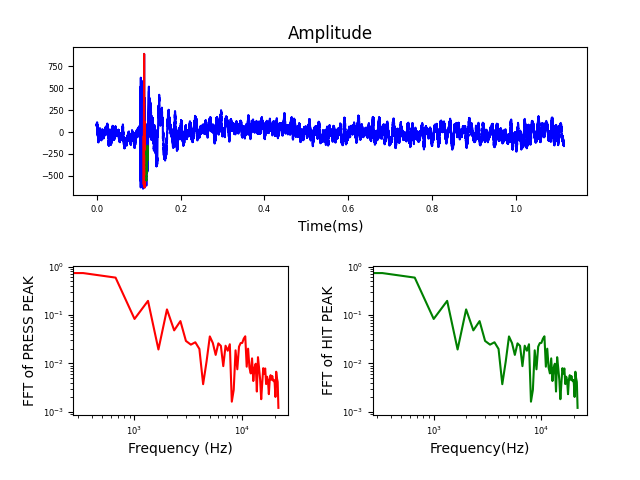 Amplitude
750
500
250
0
−250
−500
0.0 0.2 0.4 0.6 0.8 1.0
Time(ms)
FFT of PRESS PEAK
10⁰
10⁻¹
10⁻²
10⁻³
10³ 10⁴
Frequency (Hz)
FFT of HIT PEAK
10⁰
10⁻¹
10⁻²
10⁻³
10³ 10⁴
Frequency(Hz)